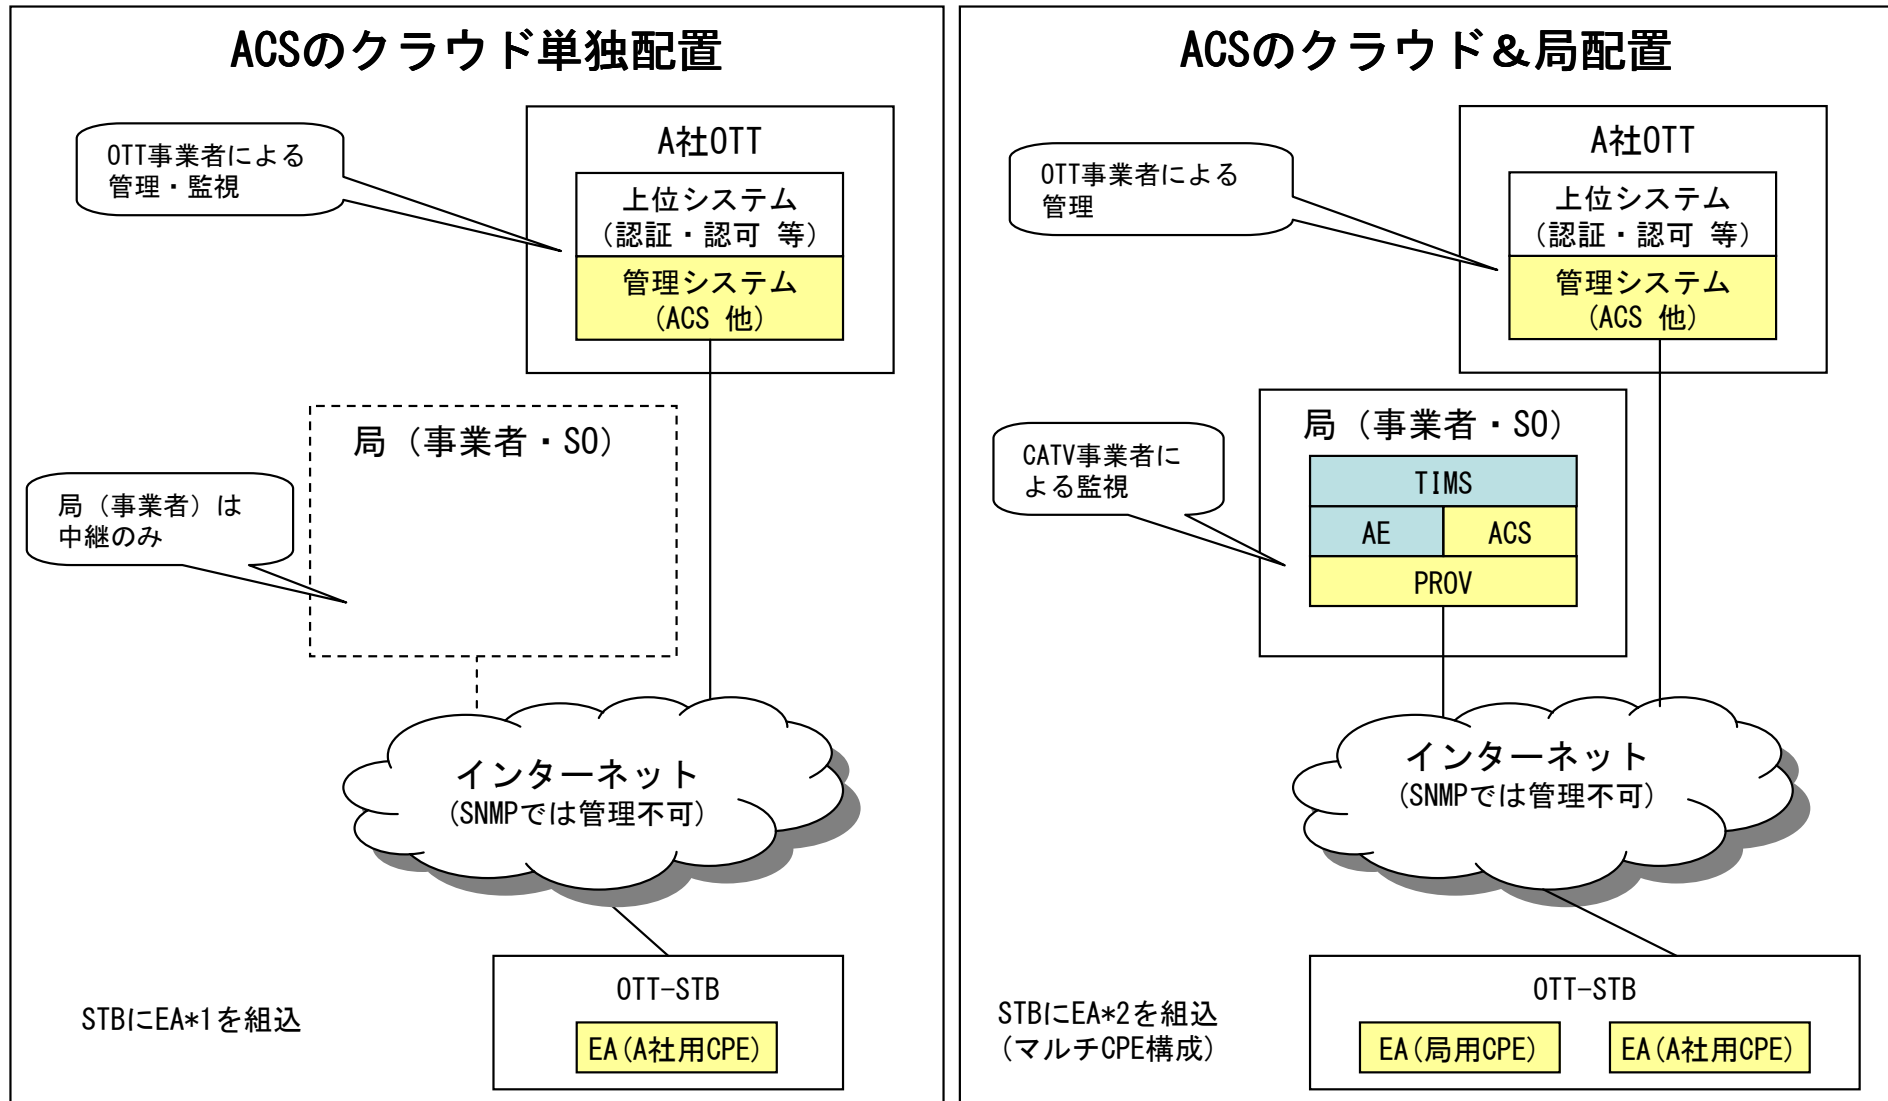 ACSのクラウド単独配置
OTT事業者による
管理・監視
A社OTT
上位システム
（認証・認可 等）
管理システム
（ACS 他）
局（事業者・SO）
局（事業者）は
中継のみ
インターネット
（SNMPでは管理不可）
OTT-STB
STBにEA*1を組込
EA（A社用CPE）
ACSのクラウド＆局配置
OTT事業者による
管理
A社OTT
上位システム
（認証・認可 等）
管理システム
（ACS 他）
局（事業者・SO）
CATV事業者に
よる監視
TIMS
AE ACS
PROV
インターネット
（SNMPでは管理不可）
OTT-STB
STBにEA*2を組込
（マルチCPE構成）
EA（局用CPE） EA（A社用CPE）